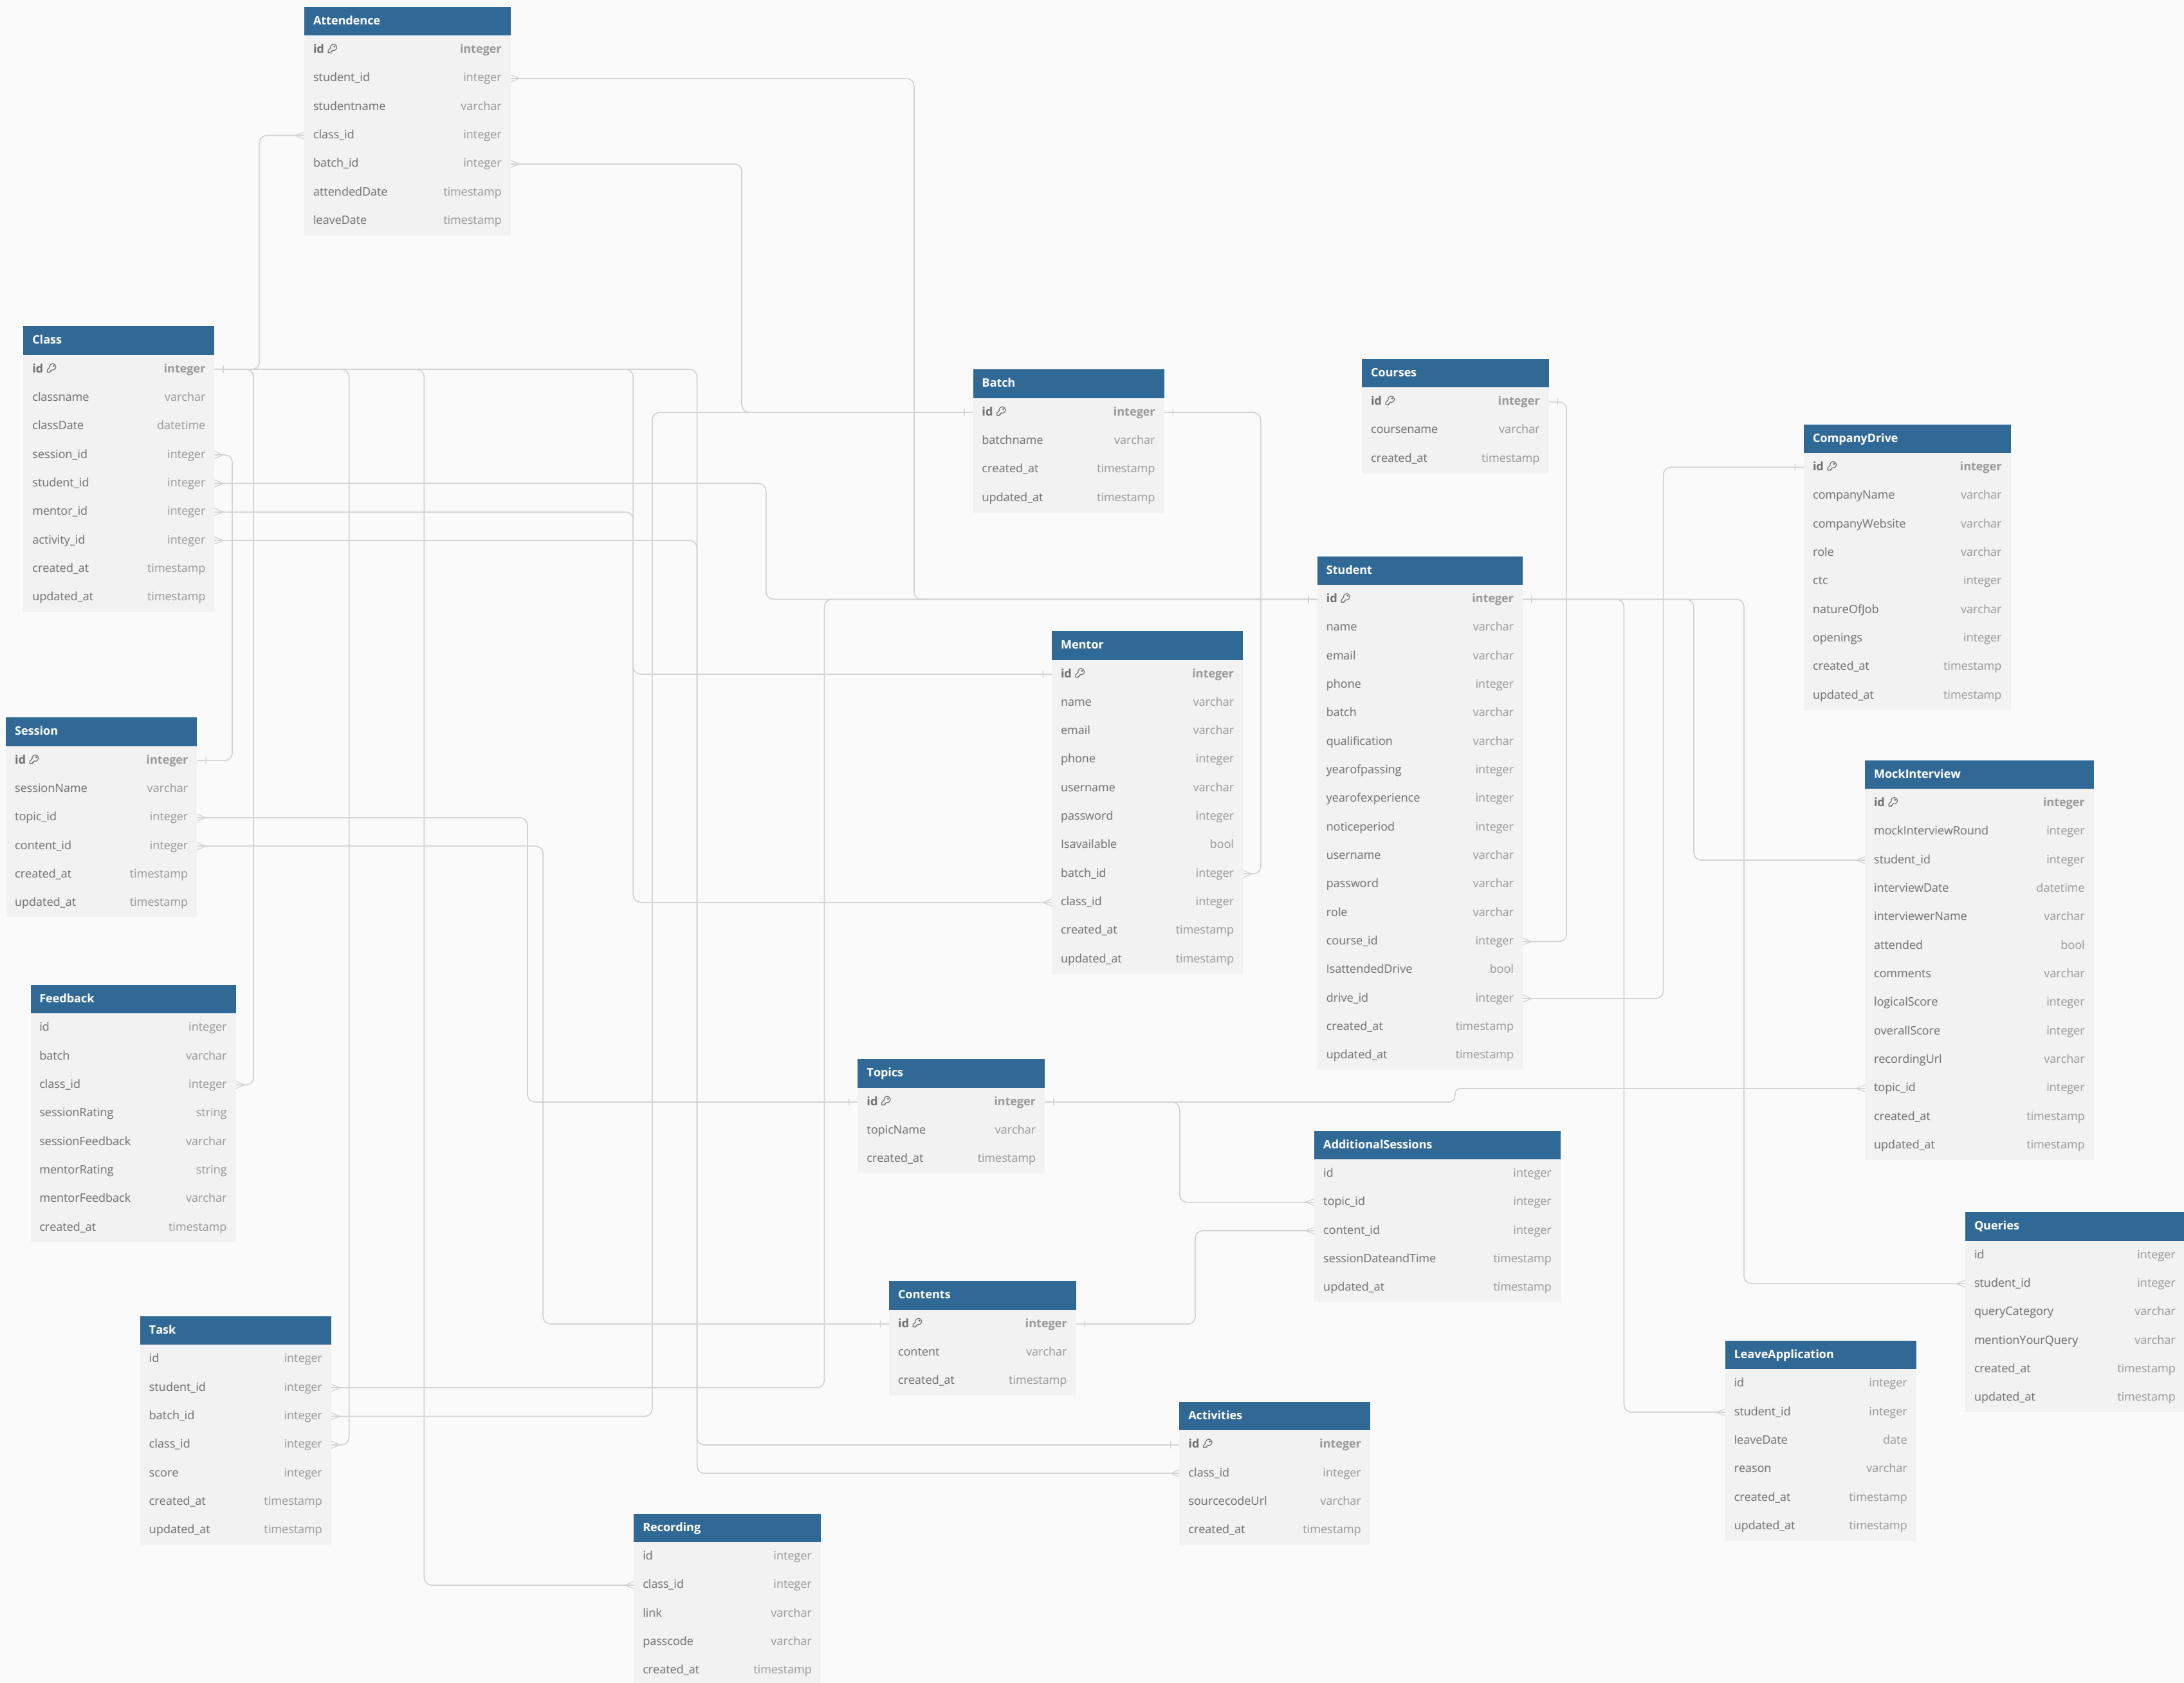 Attendence
id integer
student_id integer
studentname varchar
class_id integer
batch_id integer
attendedDate timestamp
leaveDate timestamp
Class
id integer
classname varchar
classDate datetime
session_id integer
student_id integer
mentor_id integer
activity_id integer
created_at timestamp
updated_at timestamp
Batch
id integer
batchname varchar
created_at timestamp
updated_at timestamp
Courses
id integer
coursename varchar
created_at timestamp
CompanyDrive
id integer
companyName varchar
companyWebsite varchar
role varchar
ctc integer
natureOfJob varchar
openings integer
created_at timestamp
updated_at timestamp
Student
id integer
name varchar
email varchar
phone integer
batch varchar
qualification varchar
yearofpassing integer
yearofexperience integer
noticeperiod integer
username varchar
password varchar
role varchar
course_id integer
IsattendedDrive bool
drive_id integer
created_at timestamp
updated_at timestamp
Mentor
id integer
name varchar
email varchar
phone integer
username varchar
password integer
Isavailable bool
batch_id integer
class_id integer
created_at timestamp
updated_at timestamp
Session
id integer
sessionName varchar
topic_id integer
content_id integer
created_at timestamp
updated_at timestamp
MockInterview
id integer
mockInterviewRound integer
student_id integer
interviewDate datetime
interviewerName varchar
attended bool
comments varchar
logicalScore integer
overallScore integer
recordingUrl varchar
topic_id integer
created_at timestamp
updated_at timestamp
Feedback
id integer
batch varchar
class_id integer
sessionRating string
sessionFeedback varchar
mentorRating string
mentorFeedback varchar
created_at timestamp
Topics
id integer
topicName varchar
created_at timestamp
AdditionalSessions
id integer
topic_id integer
content_id integer
sessionDateandTime timestamp
updated_at timestamp
Queries
id integer
student_id integer
queryCategory varchar
mentionYourQuery varchar
created_at timestamp
updated_at timestamp
Contents
id integer
content varchar
created_at timestamp
Task
id integer
student_id integer
batch_id integer
class_id integer
score integer
created_at timestamp
updated_at timestamp
LeaveApplication
id integer
student_id integer
leaveDate date
reason varchar
created_at timestamp
updated_at timestamp
Activities
id integer
class_id integer
sourcecodeUrl varchar
created_at timestamp
Recording
id integer
class_id integer
link varchar
passcode varchar
created_at timestamp